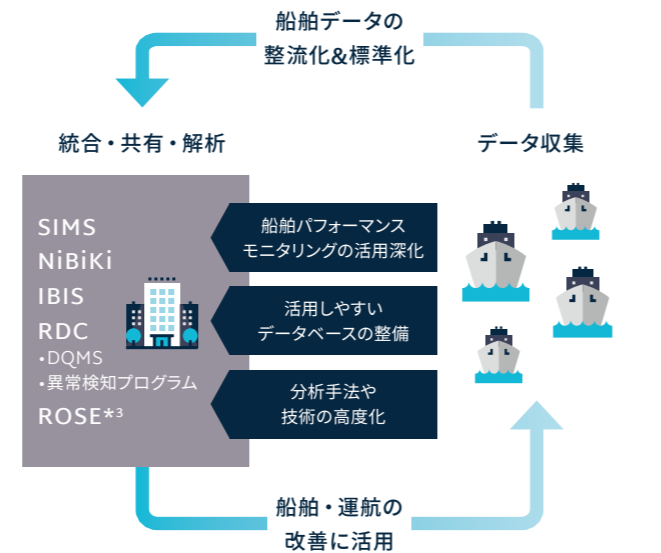 船舶データの
整流化&標準化
統合・共有・解析
データ収集
SIMS
NiBiKi
IBIS
RDC
・DQMS
・異常検知プログラム
ROSE*³
船舶パフォーマンス
モニタリングの活用深化
活用しやすい
データベースの整備
分析手法や
技術の高度化
船舶・運航の
改善に活用